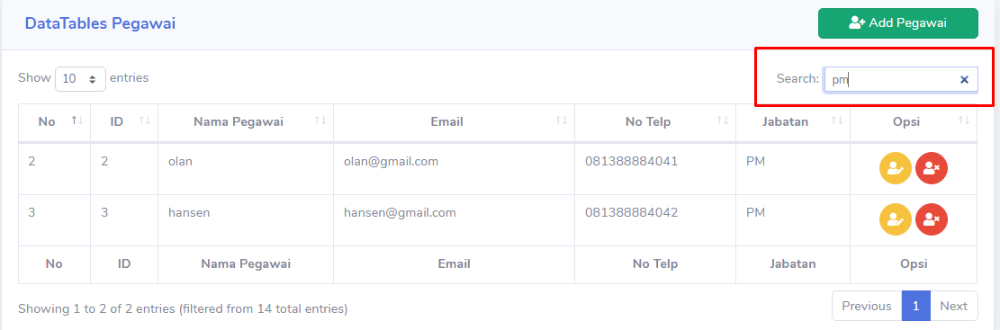 DataTables Pegawai
Add Pegawai
Show 10 entries
Search: pm
No ID Nama Pegawai Email No Telp Jabatan Opsi
2 2 olan olan@gmail.com 081388884041 PM
3 3 hansen hansen@gmail.com 081388884042 PM
No ID Nama Pegawai Email No Telp Jabatan Opsi
Showing 1 to 2 of 2 entries (filtered from 14 total entries)
Previous 1 Next